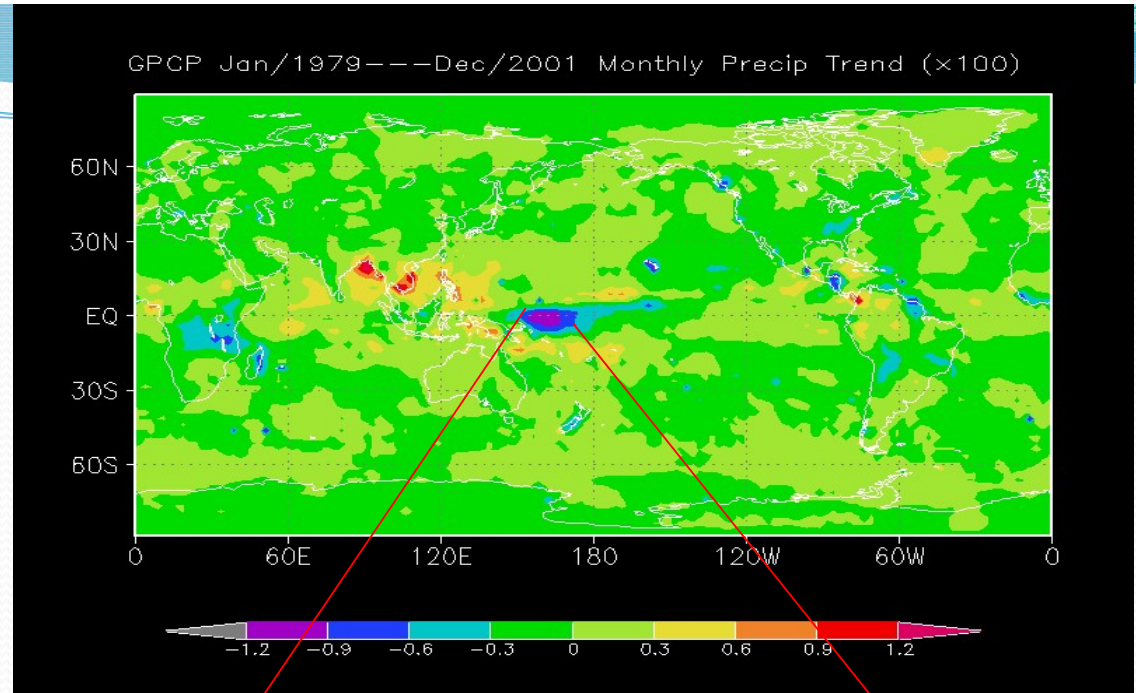 GPCP Jan/1979---Dec/2001 Monthly Precip Trend (×100)
60N
30N
EQ
30S
60S
0 60E 120E 180 120W 60W 0
-1.2 -0.9 -0.6 -0.3 0 0.3 0.6 0.9 1.2